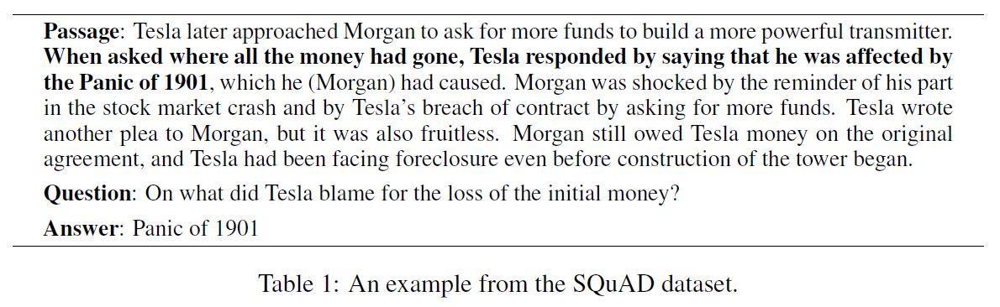 Passage: Tesla later approached Morgan to ask for more funds to build a more powerful transmitter.
When asked where all the money had gone, Tesla responded by saying that he was affected by
the Panic of 1901, which he (Morgan) had caused. Morgan was shocked by the reminder of his part
in the stock market crash and by Tesla's breach of contract by asking for more funds. Tesla wrote
another plea to Morgan, but it was also fruitless. Morgan still owed Tesla money on the original
agreement, and Tesla had been facing foreclosure even before construction of the tower began.
Question: On what did Tesla blame for the loss of the initial money?
Answer: Panic of 1901
Table 1: An example from the SQuAD dataset.